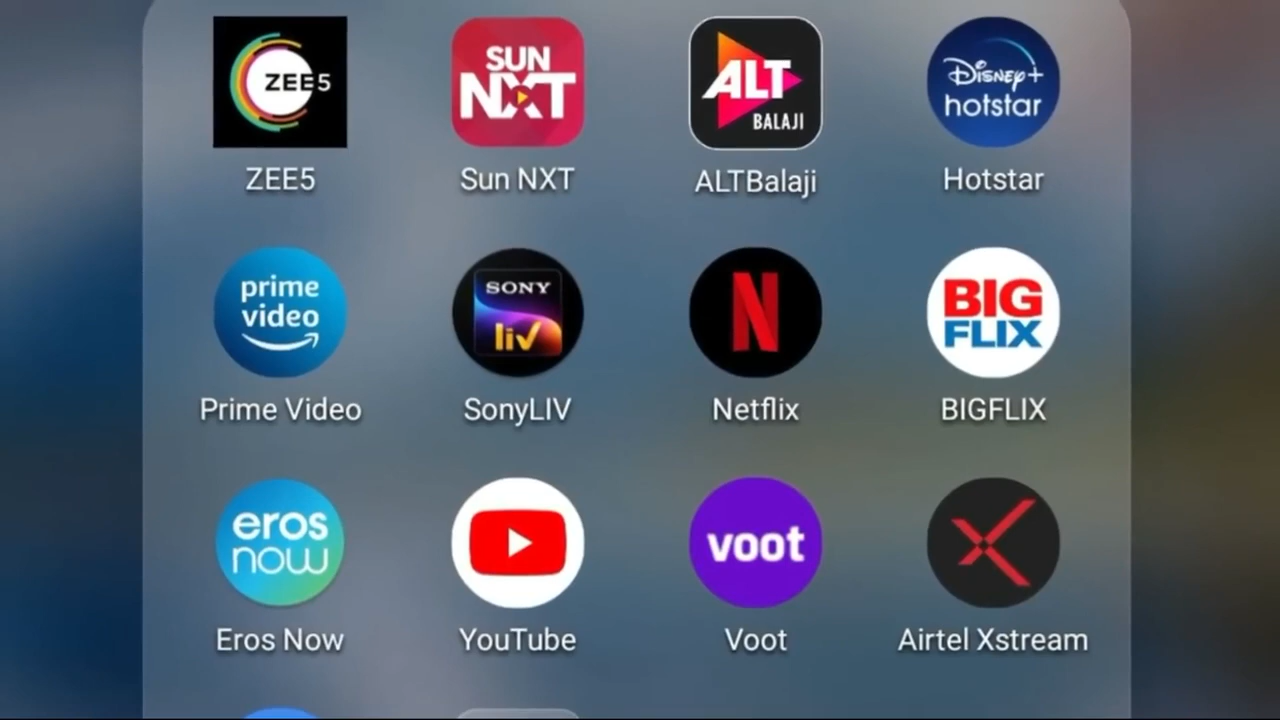 ZEE5
SUN
NXT
ALT
BALAJI
Disney+
hotstar
ZEE5
Sun NXT
ALTBalaji
Hotstar
prime
video
SONY
liv
N
BIG
FLIX
Prime Video
SonyLIV
Netflix
BIGFLIX
eros
now
voot
X
Eros Now
YouTube
Voot
Airtel Xstream